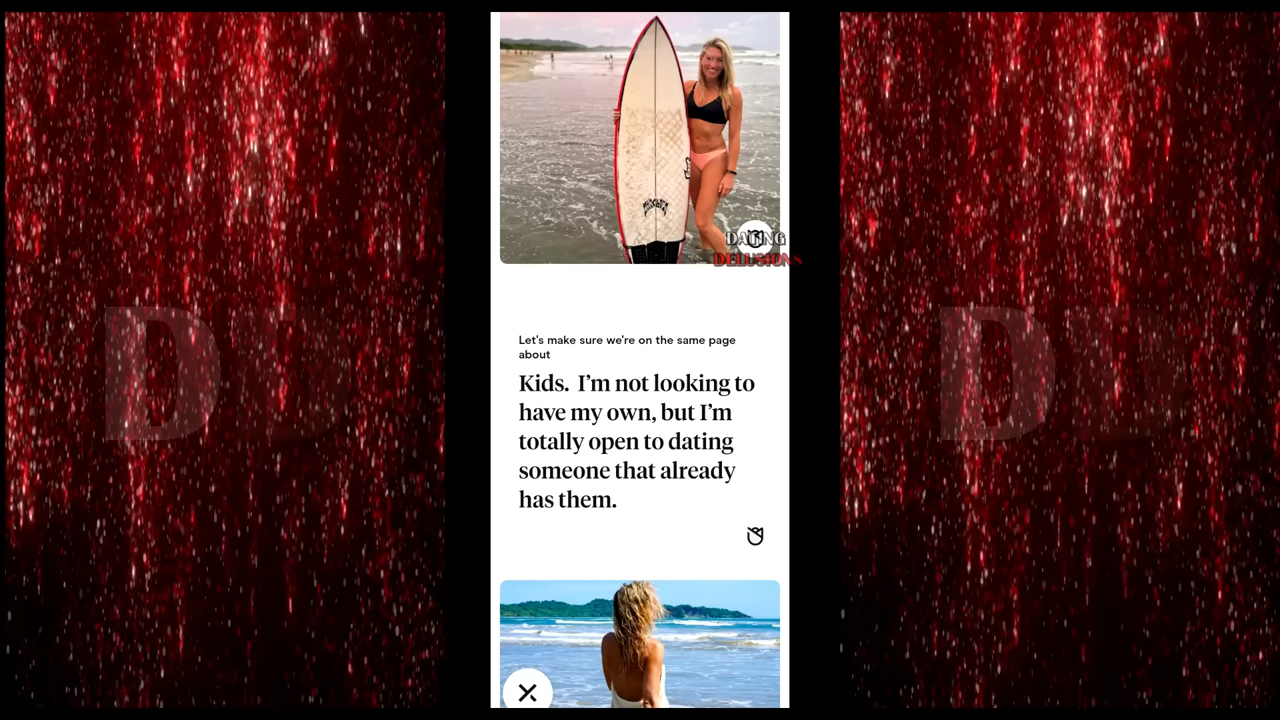 DATING
DELUSIONS
Let's make sure we're on the same page
about
Kids.  I’m not looking to
have my own, but I’m
totally open to dating
someone that already
has them.
D D
D D